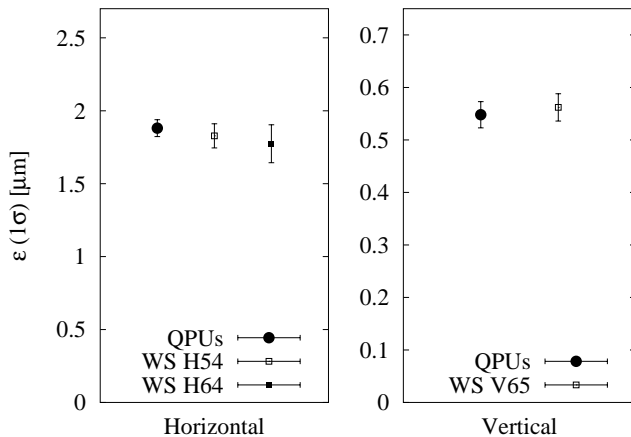 ε (1σ) [μm]
2.5
2
1.5
1
0.5
0
QPUs
WS H54
WS H64
Horizontal
0.7
0.6
0.5
0.4
0.3
0.2
0.1
0
QPUs
WS V65
Vertical